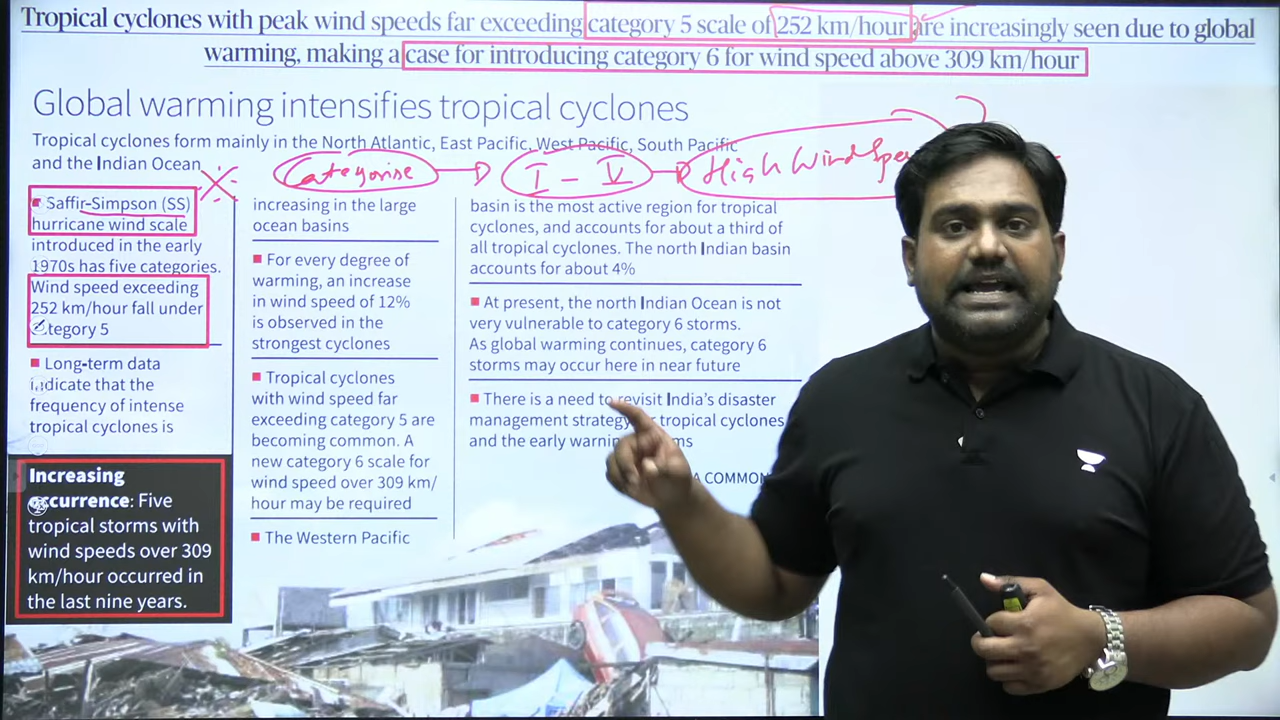 Tropical cyclones with peak wind speeds far exceeding category 5 scale of 252 km/hour are increasingly seen due to global
warming, making a case for introducing category 6 for wind speed above 309 km/hour
Global warming intensifies tropical cyclones
Tropical cyclones form mainly in the North Atlantic, East Pacific, West Pacific, South Pacific
and the Indian Ocean
Categorise
I - V
High Wind Spe
Saffir-Simpson (SS)
hurricane wind scale
introduced in the early
1970s has five categories.
Wind speed exceeding
252 km/hour fall under
tegory 5
Long-term data
indicate that the
frequency of intense
tropical cyclones is
Increasing
occurrence: Five
tropical storms with
wind speeds over 309
km/hour occurred in
the last nine years.
increasing in the large
ocean basins
For every degree of
warming, an increase
in wind speed of 12%
is observed in the
strongest cyclones
Tropical cyclones
with wind speed far
exceeding category 5 are
becoming common. A
new category 6 scale for
wind speed over 309 km/
hour may be required
The Western Pacific
basin is the most active region for tropical
cyclones, and accounts for about a third of
all tropical cyclones. The north Indian basin
accounts for about 4%
At present, the north Indian Ocean is not
very vulnerable to category 6 storms.
As global warming continues, category 6
storms may occur here in near future
There is a need to revisit India's disaster
management strategy r tropical cyclones
and the early warnin ms
A COMMON